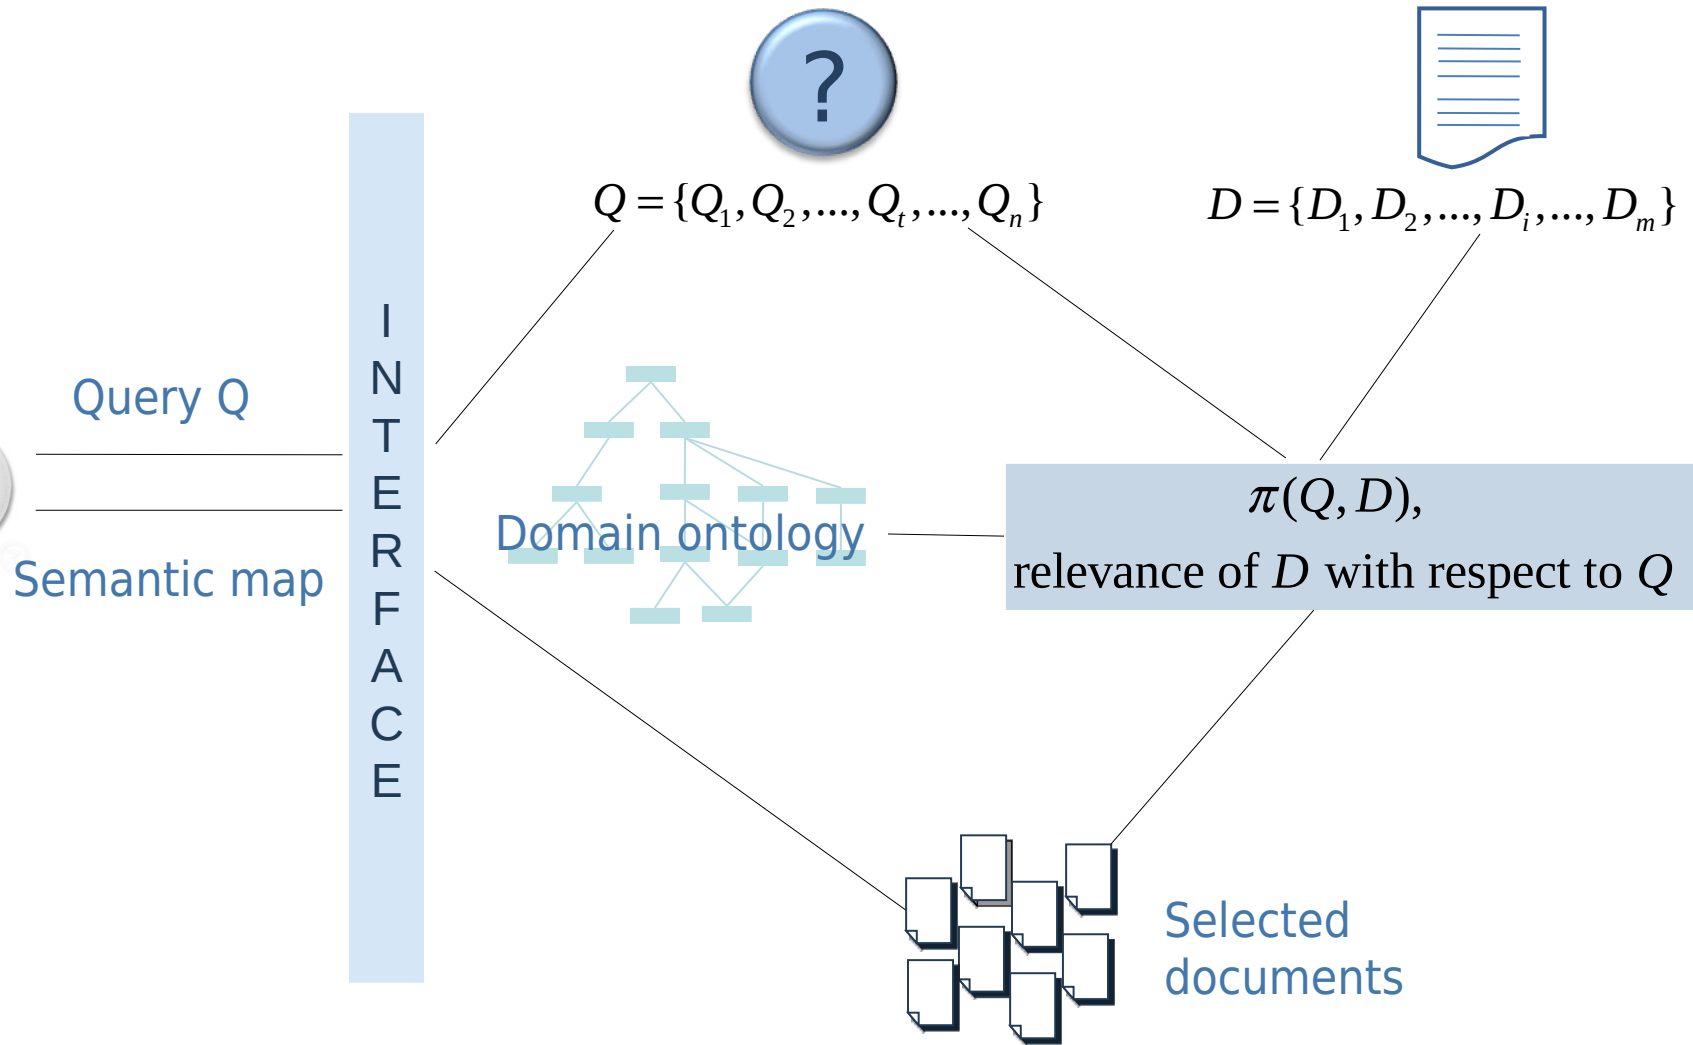 ?
Q = {Q1, Q2, ..., Qt, ..., Qn}
D = {D1, D2, ..., Di, ..., Dm}
INTERFACE
Query Q
Semantic map
Domain ontology
π(Q, D),
relevance of D with respect to Q
Selected
documents